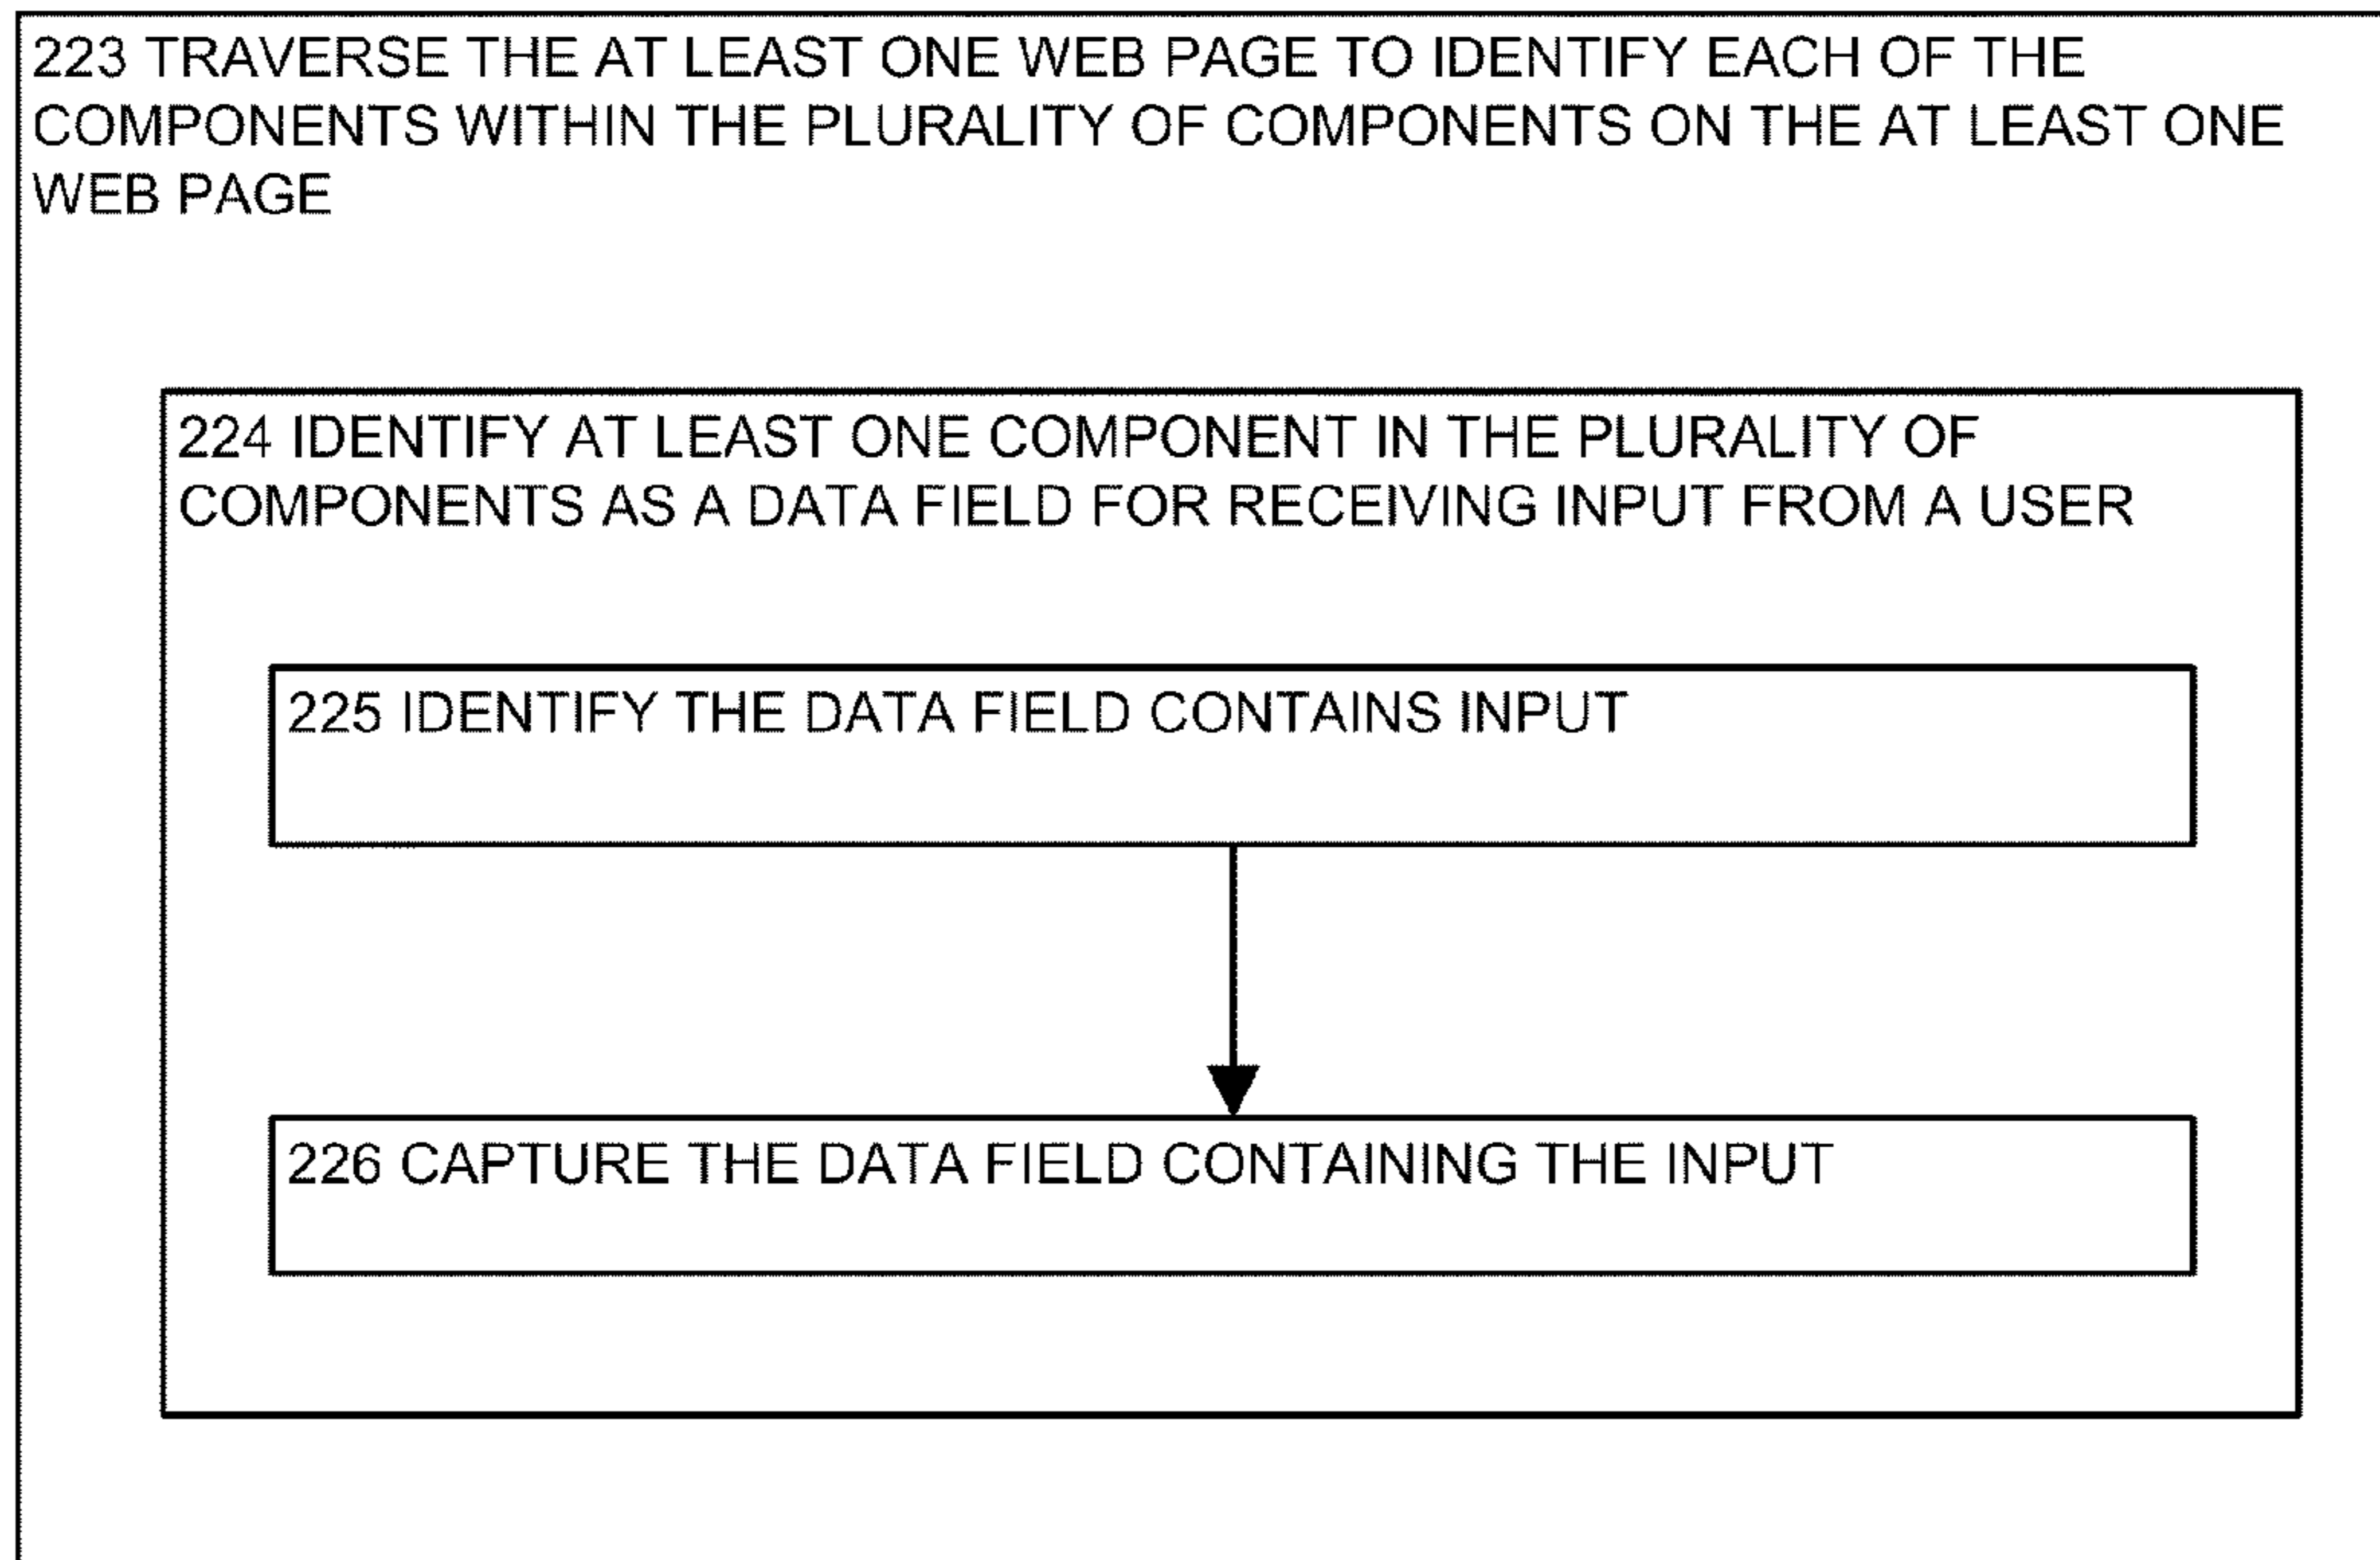 223 TRAVERSE THE AT LEAST ONE WEB PAGE TO IDENTIFY EACH OF THE
COMPONENTS WITHIN THE PLURALITY OF COMPONENTS ON THE AT LEAST ONE
WEB PAGE
224 IDENTIFY AT LEAST ONE COMPONENT IN THE PLURALITY OF
COMPONENTS AS A DATA FIELD FOR RECEIVING INPUT FROM A USER
225 IDENTIFY THE DATA FIELD CONTAINS INPUT
226 CAPTURE THE DATA FIELD CONTAINING THE INPUT